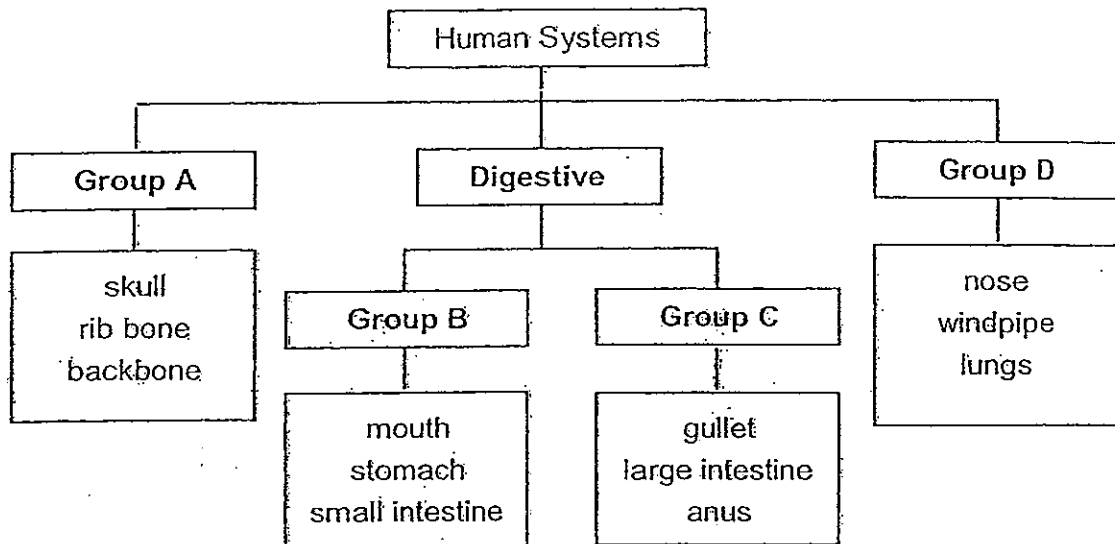 Human Systems
Group A
Digestive
Group D
skull
rib bone
backbone
Group B
Group C
nose
windpipe
lungs
mouth
stomach
small intestine
gullet
large intestine
anus